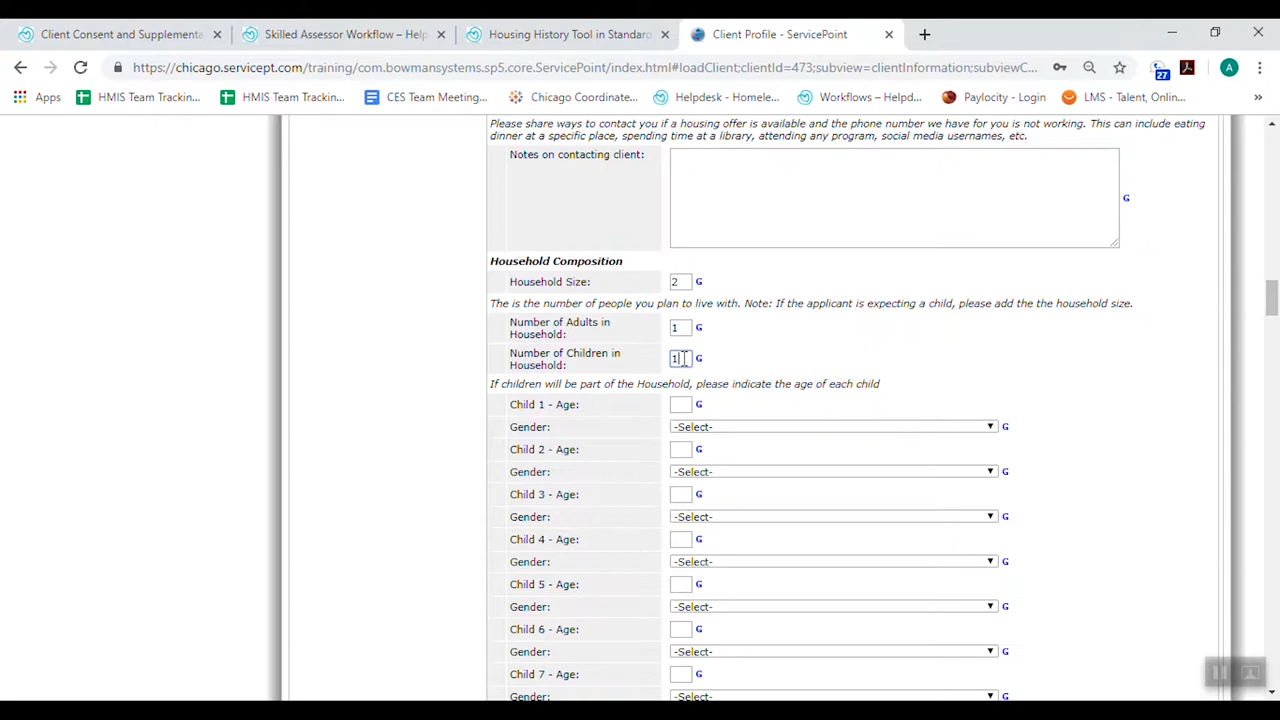 Client Consent and Supplementa
Skilled Assessor Workflow – Help
Housing History Tool in Standar
Client Profile - ServicePoint
https://chicago.servicept.com/training/com.bowmansystems.sp5.core.ServicePoint/index.html#loadClient;clientId=473;subview=clientInformation;subviewC...
27
A
Apps
HMIS Team Trackin...
HMIS Team Trackin...
CES Team Meeting...
Chicago Coordinate...
Helpdesk - Homele...
Workflows – Helpd...
Paylocity - Login
LMS - Talent, Onlin...
»
Please share ways to contact you if a housing offer is available and the phone number we have for you is not working. This can include eating
dinner at a specific place, spending time at a library, attending any program, social media usernames, etc.
Notes on contacting client:
G
Household Composition
Household Size: 2 G
The is the number of people you plan to live with. Note: If the applicant is expecting a child, please add the the household size.
Number of Adults in
Household: 1 G
Number of Children in
Household: 1 G
If children will be part of the Household, please indicate the age of each child
Child 1 - Age: G
Gender: -Select- G
Child 2 - Age: G
Gender: -Select- G
Child 3 - Age: G
Gender: -Select- G
Child 4 - Age: G
Gender: -Select- G
Child 5 - Age: G
Gender: -Select- G
Child 6 - Age: G
Gender: -Select- G
Child 7 - Age: G
Gender: -Select- G